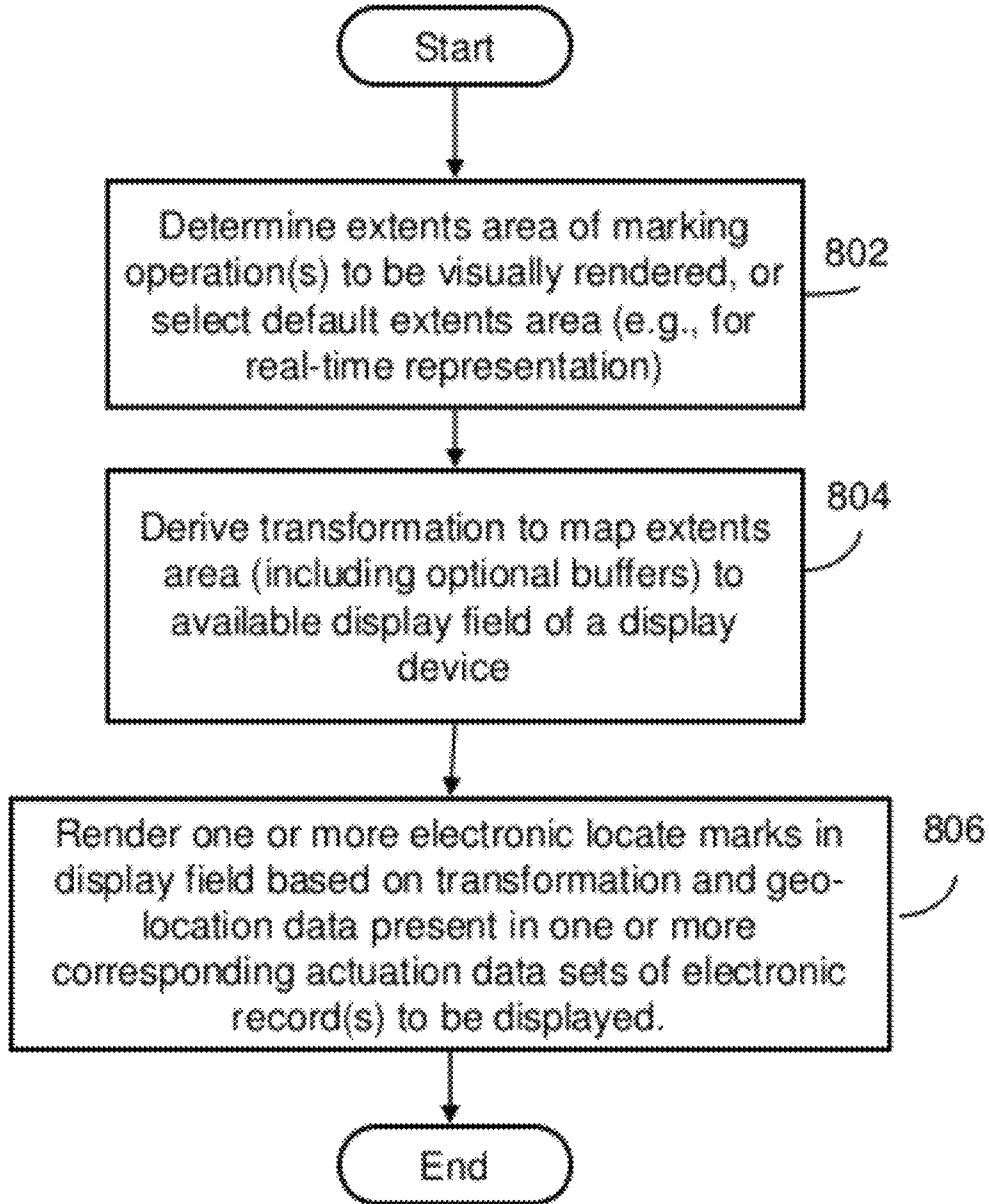 Start
Determine extents area of marking
operation(s) to be visually rendered, or
select default extents area (e.g., for
real-time representation)
802
Derive transformation to map extents
area (including optional buffers) to
available display field of a display
device
804
Render one or more electronic locate marks in
display field based on transformation and geo-
location data present in one or more
corresponding actuation data sets of electronic
record(s) to be displayed.
806
End